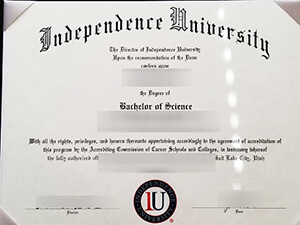 Independence University
The Director of Independence University
Upon the recommendation of the Dean
confers upon
the Degree of
Bachelor of Science
With all the rights, privileges, and honors thereunto appertaining accordingly to the agreement of accreditation
of this program by the Accrediting Commission of Career Schools and Colleges, in testimony whereof
the fully authorized Salt Lake City, Utah
Director
Dean
INDEPENDENCE
IU
UNIVERSITY